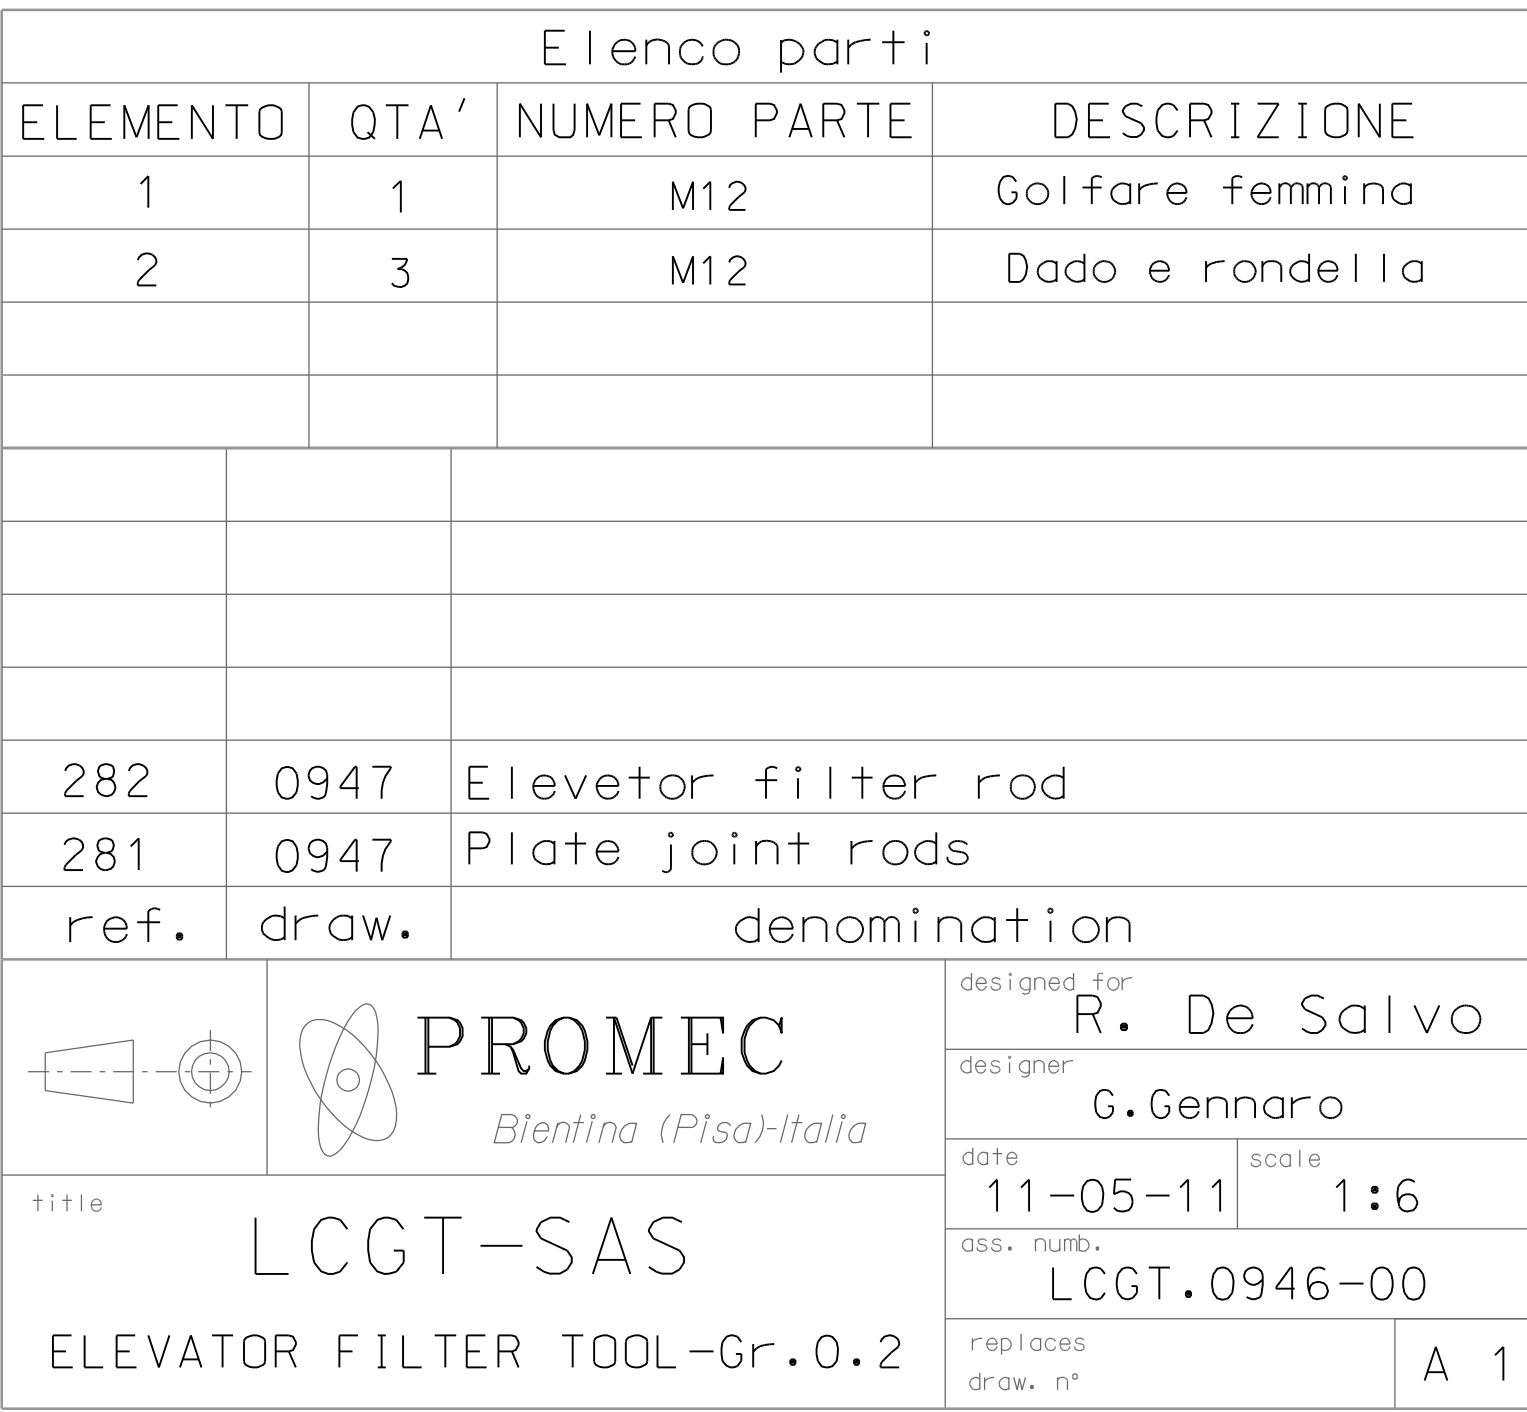 Elenco parti
ELEMENTO QTA' NUMERO PARTE DESCRIZIONE
1 1 M12 Golfare femmina
2 3 M12 Dado e rondella
282 0947 Elevetor filter rod
281 0947 Plate joint rods
ref. draw. denomination
PROMEC
Bientina (Pisa)-Italia
designed for
R. De Salvo
designer
G.Gennaro
date
11-05-11
scale
1:6
title
LCGT-SAS
ELEVATOR FILTER TOOL-Gr.0.2
ass. numb.
LCGT.0946-00
replaces
draw. n°
A 1